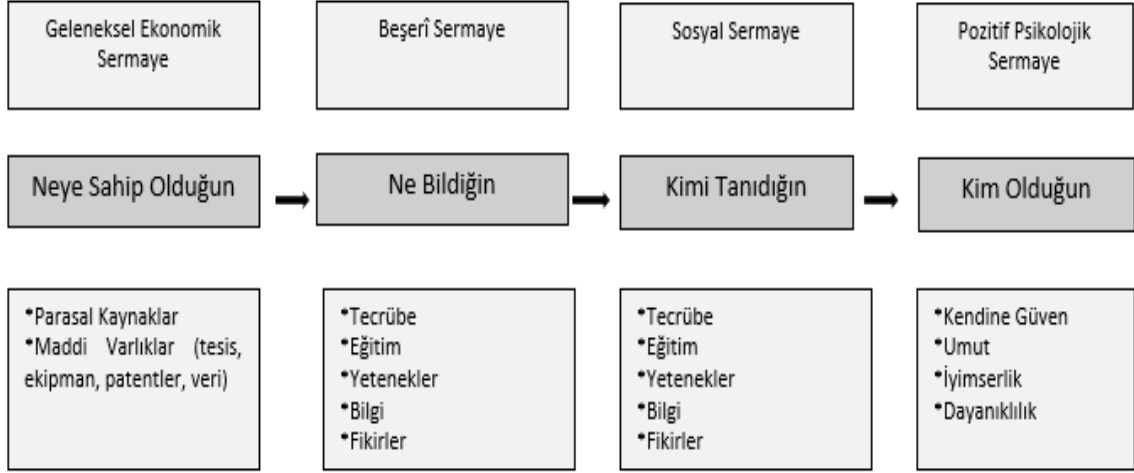 Geleneksel Ekonomik
Sermaye
Beşerî Sermaye
Sosyal Sermaye
Pozitif Psikolojik
Sermaye
Neye Sahip Olduğun
Ne Bildiğin
Kimi Tanıdığın
Kim Olduğun
*Parasal Kaynaklar
*Maddi Varlıklar (tesis,
ekipman, patentler, veri)
*Tecrübe
*Eğitim
*Yetenekler
*Bilgi
*Fikirler
*Tecrübe
*Eğitim
*Yetenekler
*Bilgi
*Fikirler
*Kendine Güven
*Umut
*İyimserlik
*Dayanıklılık